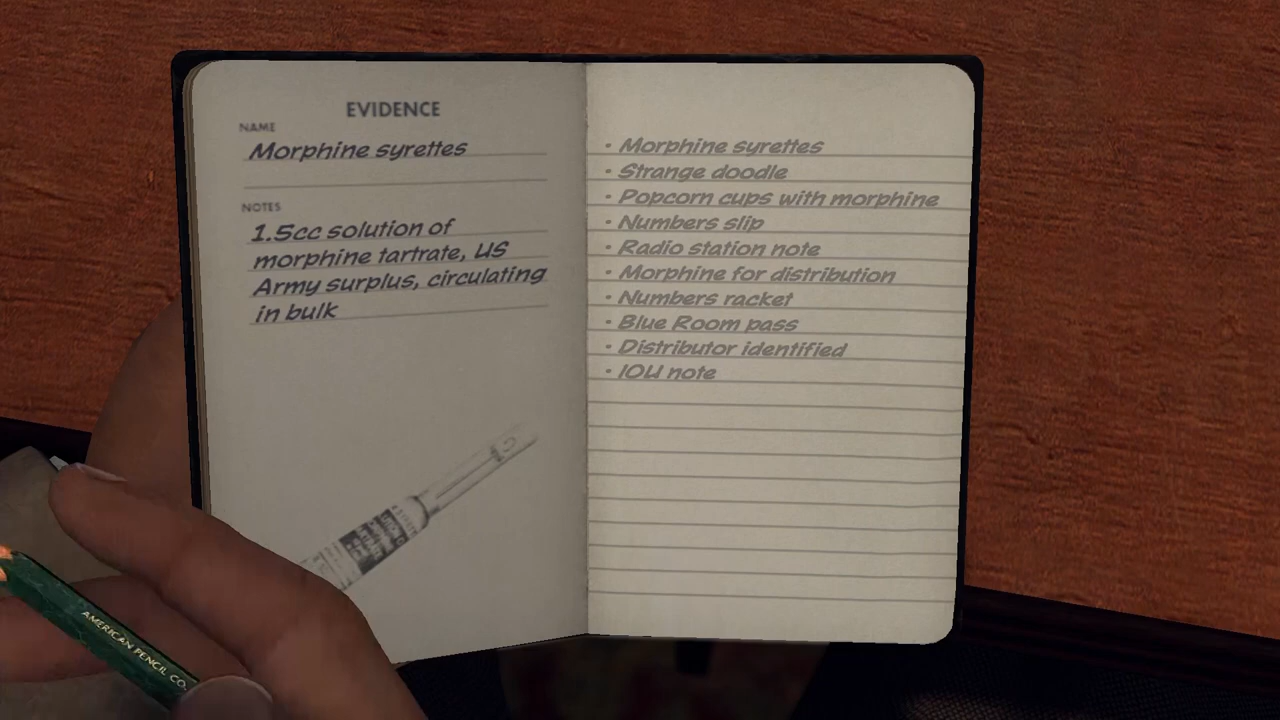 EVIDENCE
NAME
Morphine syrettes
NOTES
1.5cc solution of
morphine tartrate, US
Army surplus, circulating
in bulk
• Morphine syrettes
• Strange doodle
• Popcorn cups with morphine
• Numbers slip
• Radio station note
• Morphine for distribution
• Numbers racket
• Blue Room pass
• Distributor identified
• IOU note
AMERICAN PENCIL CO.